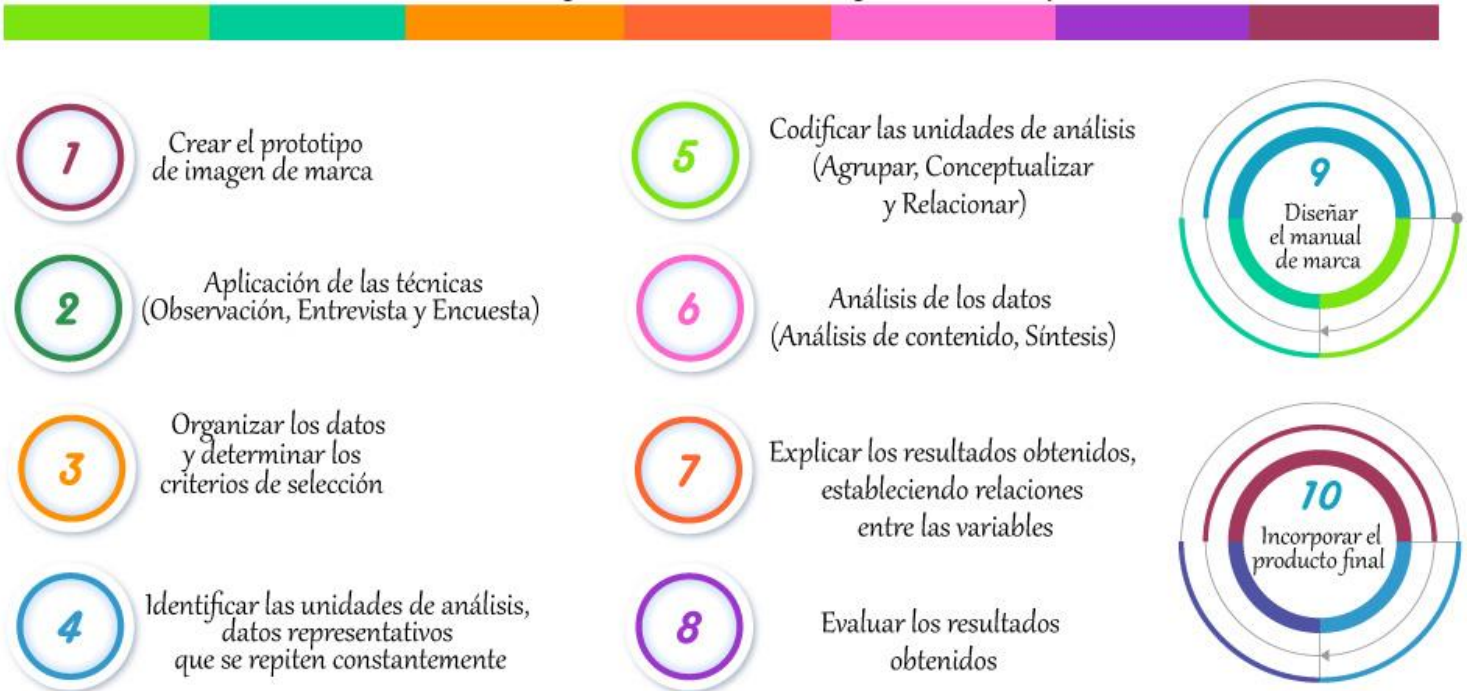 1
Crear el prototipo
de imagen de marca
2
Aplicación de las técnicas
(Observación, Entrevista y Encuesta)
3
Organizar los datos
y determinar los
criterios de selección
4
Identificar las unidades de análisis,
datos representativos
que se repiten constantemente
5
Codificar las unidades de análisis
(Agrupar, Conceptualizar
y Relacionar)
6
Análisis de los datos
(Análisis de contenido, Síntesis)
7
Explicar los resultados obtenidos,
estableciendo relaciones
entre las variables
8
Evaluar los resultados
obtenidos
9
Diseñar
el manual
de marca
10
Incorporar el
producto final